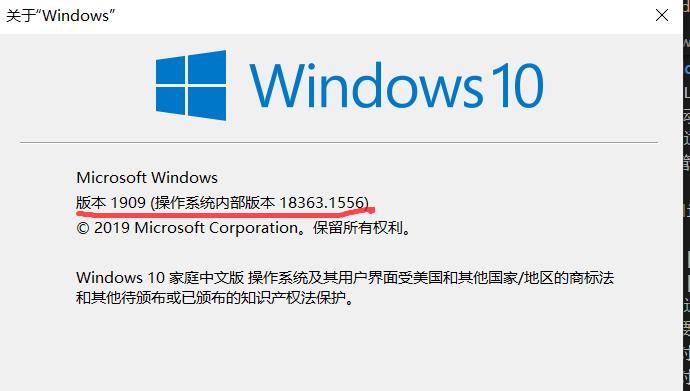 关于“Windows”
Windows 10
Microsoft Windows
版本 1909 (操作系统内部版本 18363.1556)
© 2019 Microsoft Corporation。保留所有权利。
Windows 10 家庭中文版 操作系统及其用户界面受美国和其他国家/地区的商标法
和其他待颁布或已颁布的知识产权法保护。